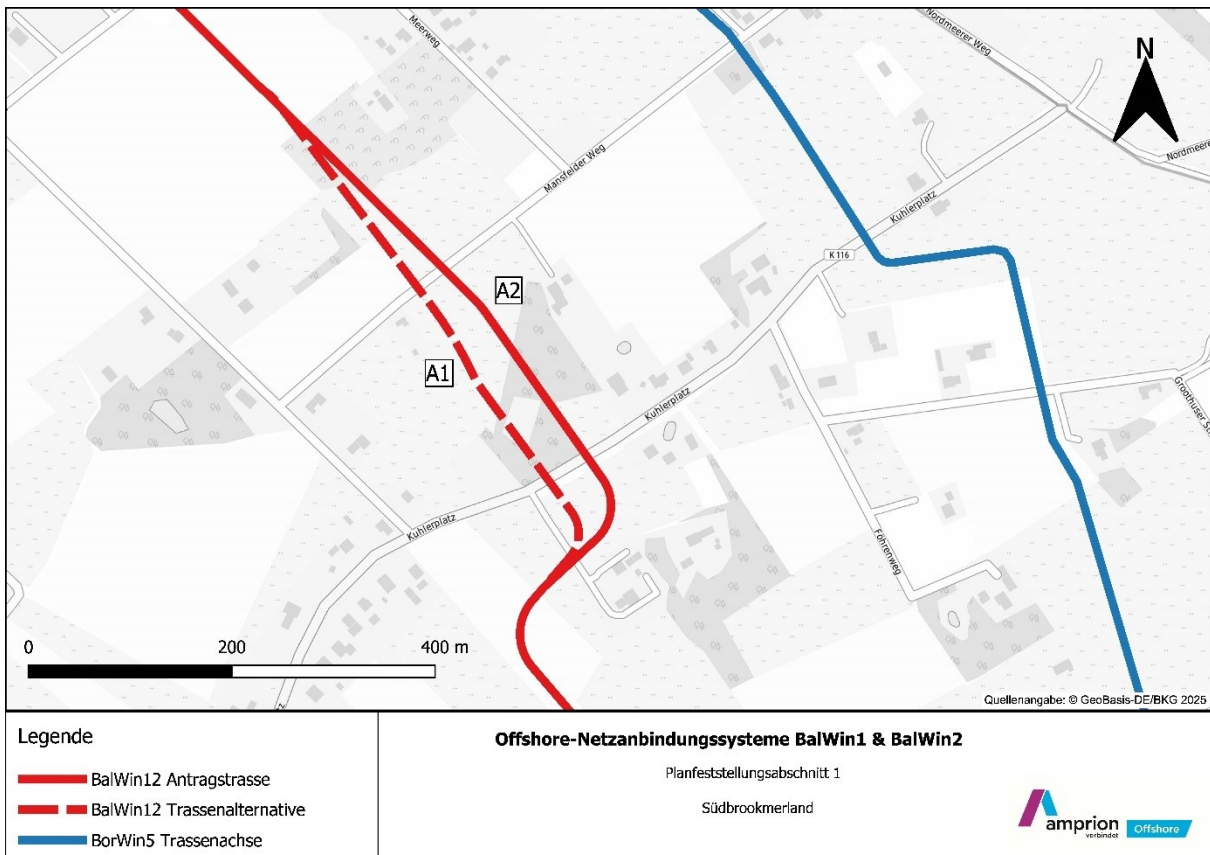 Meerweg
Nordmeerer Weg
N
Nordmeerer
Mansfelder Weg
Kuhlerplatz
K 116
A2
A1
Kuhlerplatz
Groothuser Str
Kuhlerplatz
Föhrenweg
0 200 400 m
Quellenangabe: © GeoBasis-DE/BKG 2025
Legende
BalWin12 Antragstrasse
BalWin12 Trassenalternative
BorWin5 Trassenachse
Offshore-Netzanbindungssysteme BalWin1 & BalWin2
Planfeststellungsabschnitt 1
Südbrookmerland
amprion
verbindet
Offshore